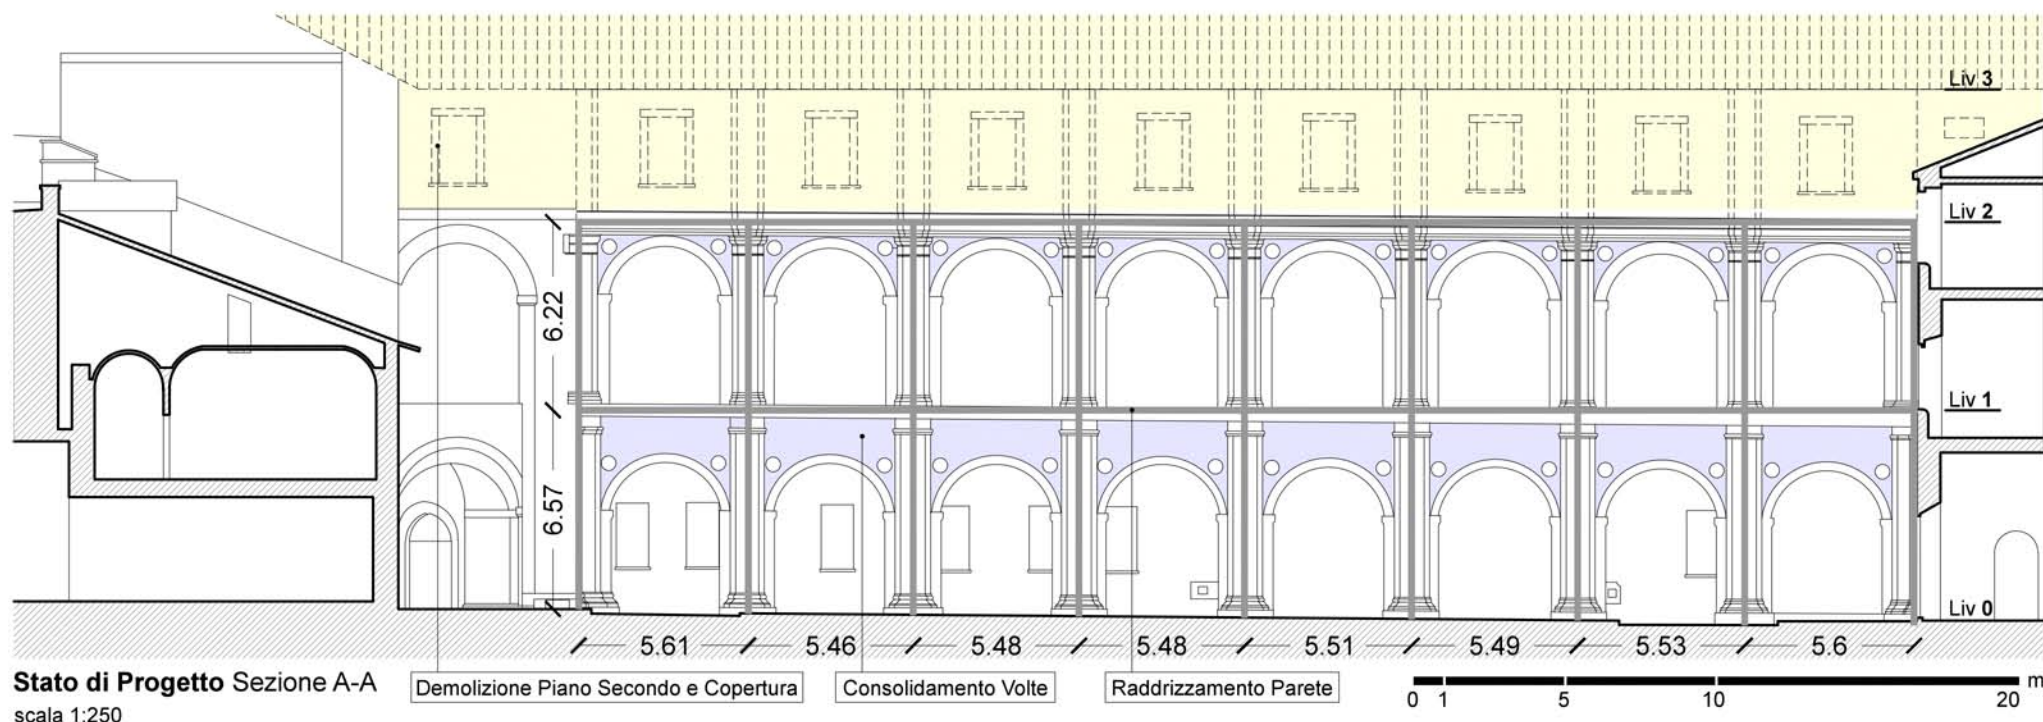 Liv 3
Liv 2
6.22
Liv 1
6.57
Liv 0
5.61 5.46 5.48 5.48 5.51 5.49 5.53 5.6
Stato di Progetto Sezione A-A
scala 1:250
Demolizione Piano Secondo e Copertura
Consolidamento Volte
Raddrizzamento Parete
m
0 1 5 10 20